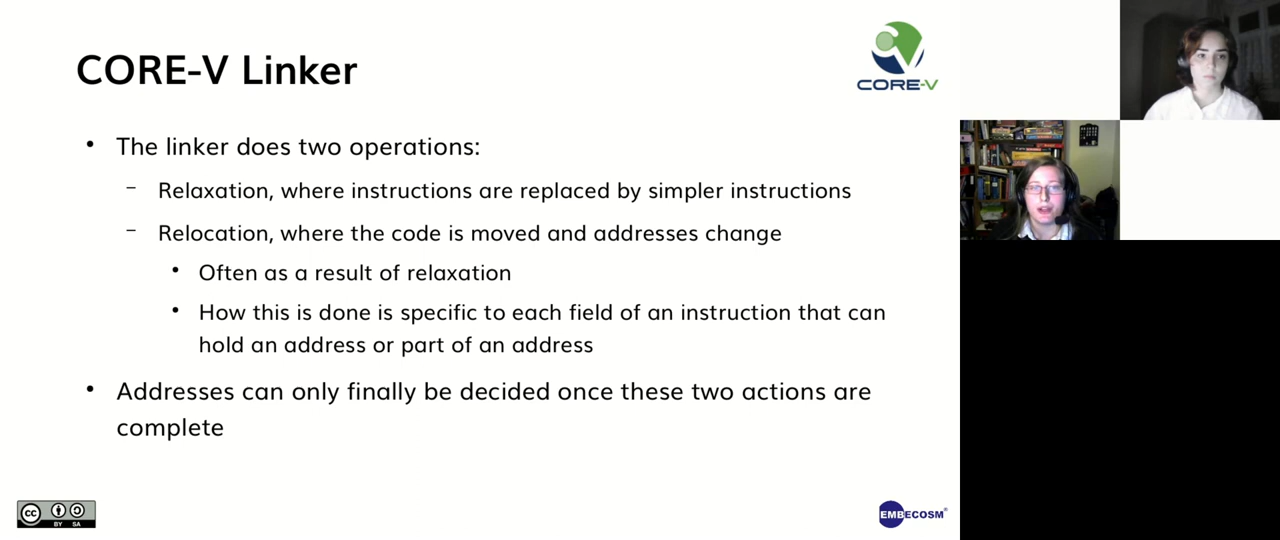 CORE-V Linker
CORE-V
• The linker does two operations:
– Relaxation, where instructions are replaced by simpler instructions
– Relocation, where the code is moved and addresses change
• Often as a result of relaxation
• How this is done is specific to each field of an instruction that can
hold an address or part of an address
• Addresses can only finally be decided once these two actions are
complete
cc BY SA
EMBECOSM®